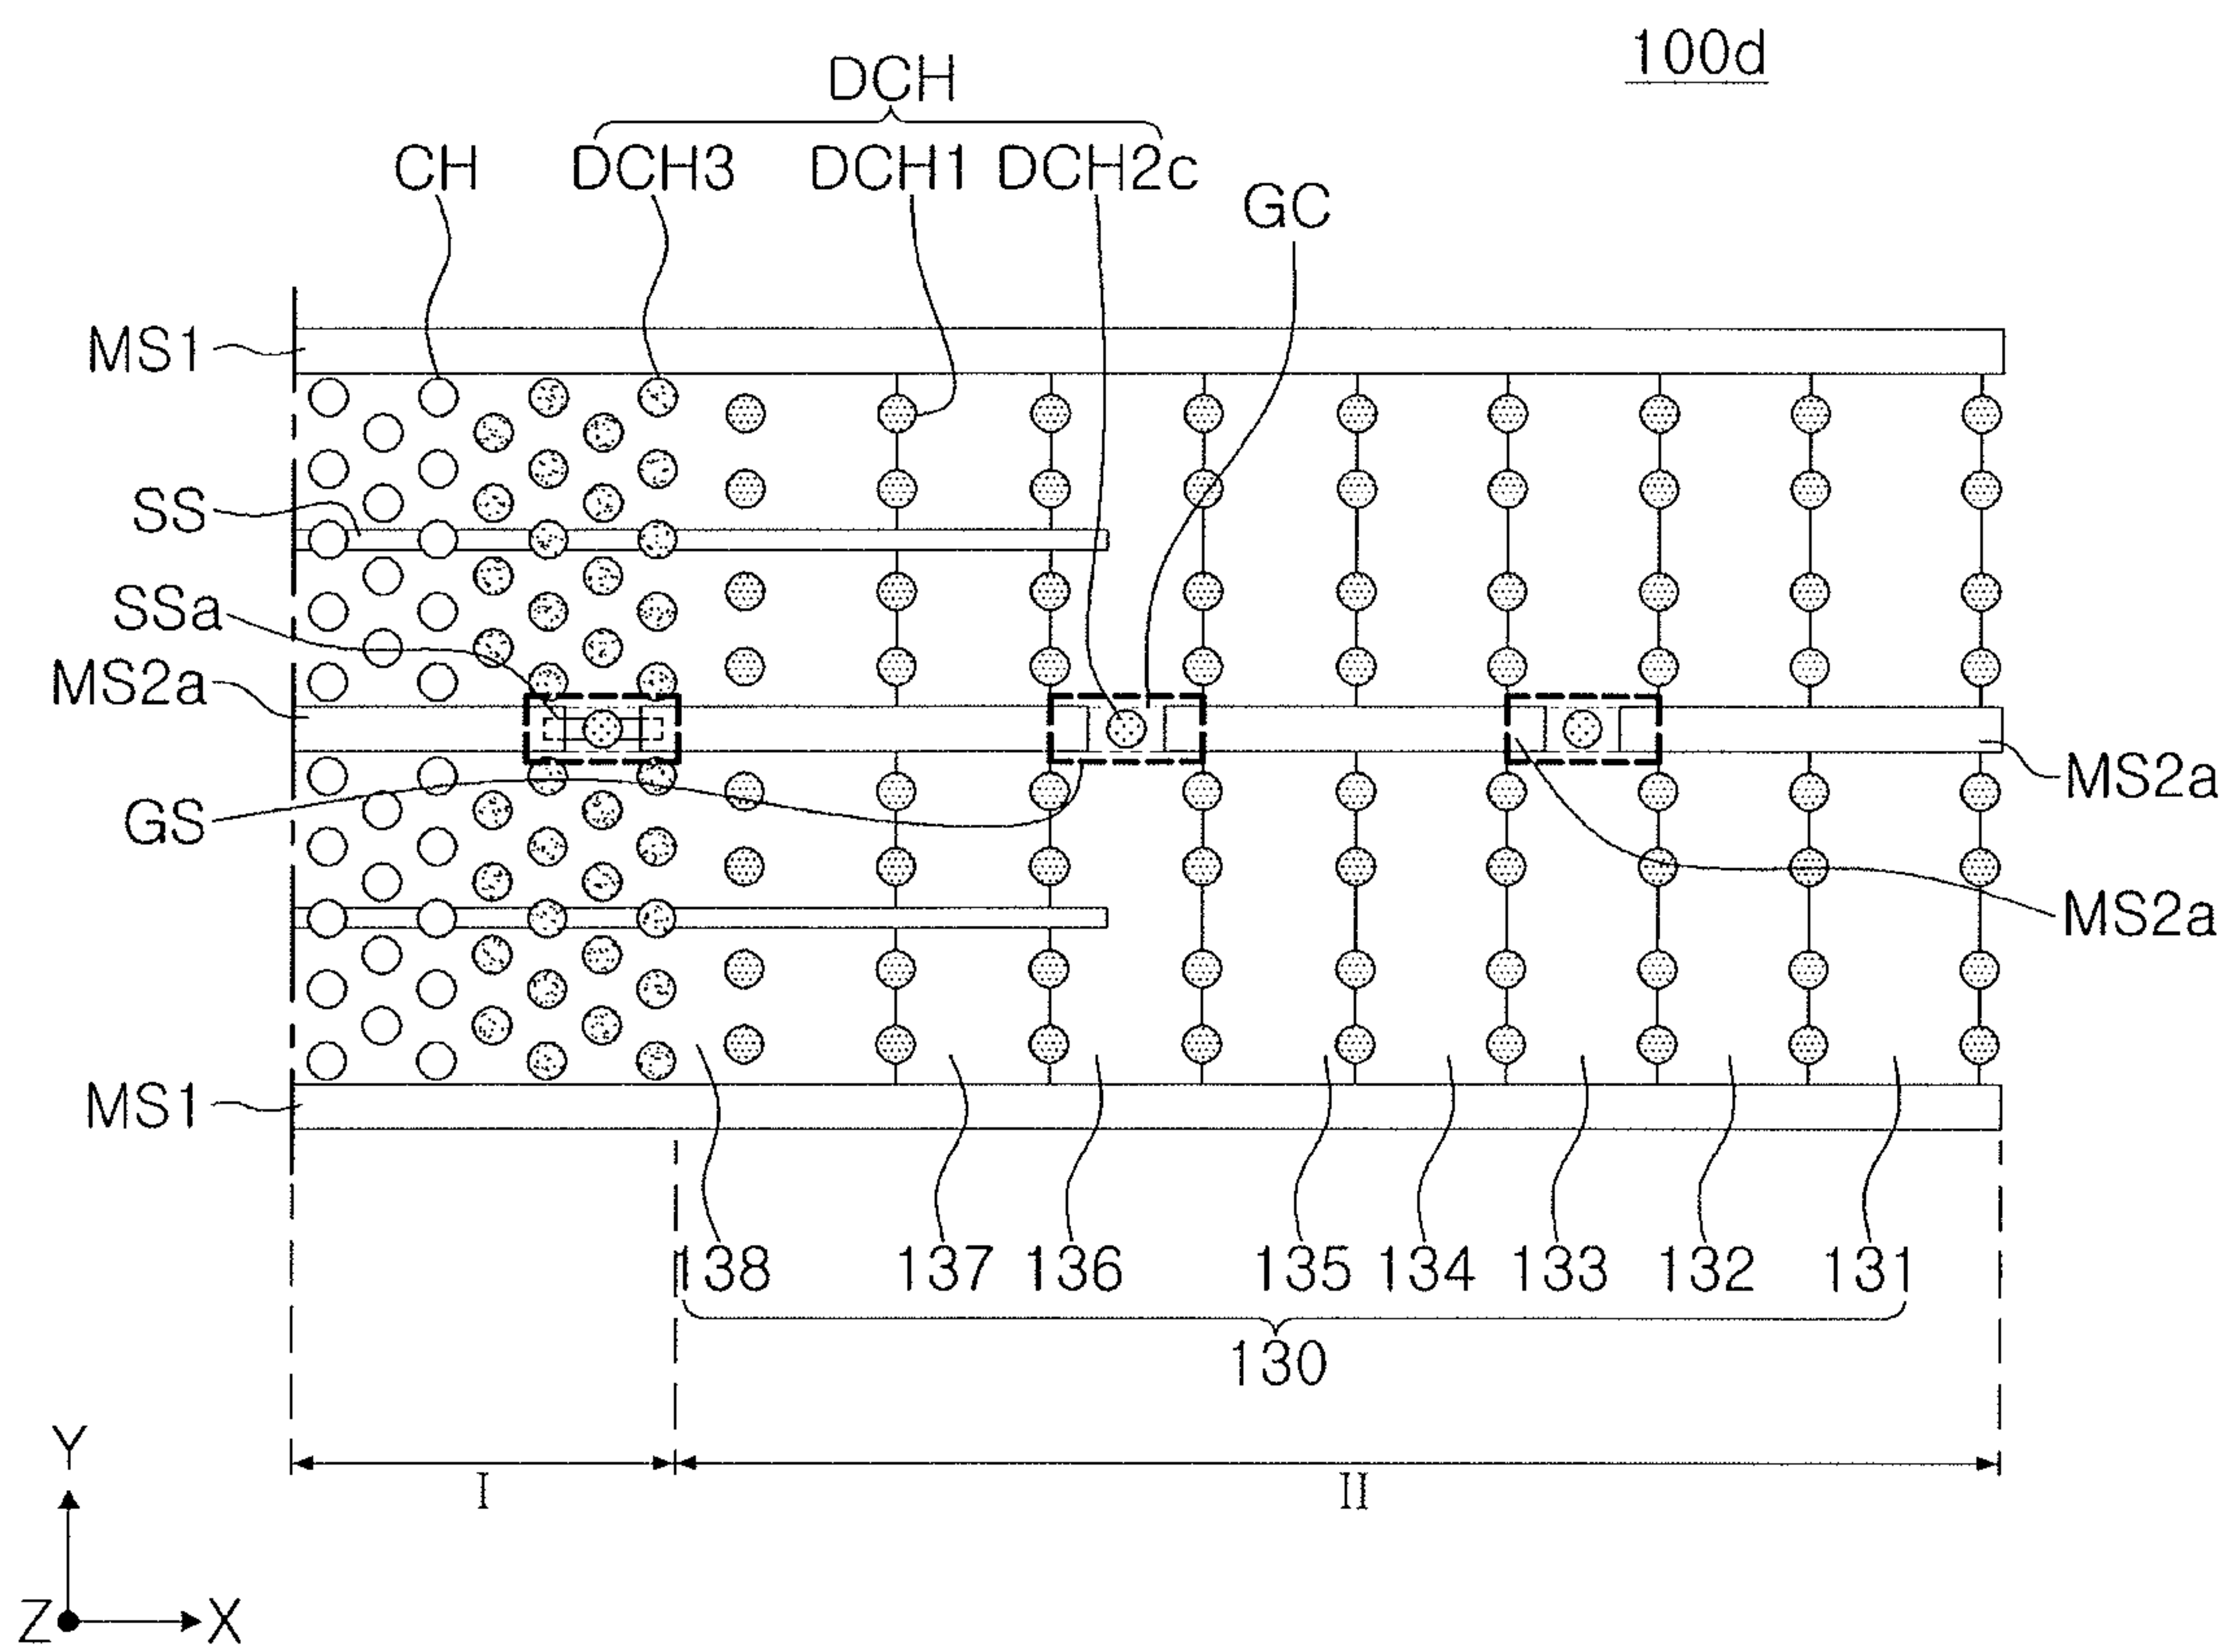 100d
DCH
CH DCH3 DCH1 DCH2c
GC
MS1
SS
SSa
MS2a
GS
MS2a
MS2a
MS1
138 137 136 135 134 133 132 131
130
I II
Y
Z X